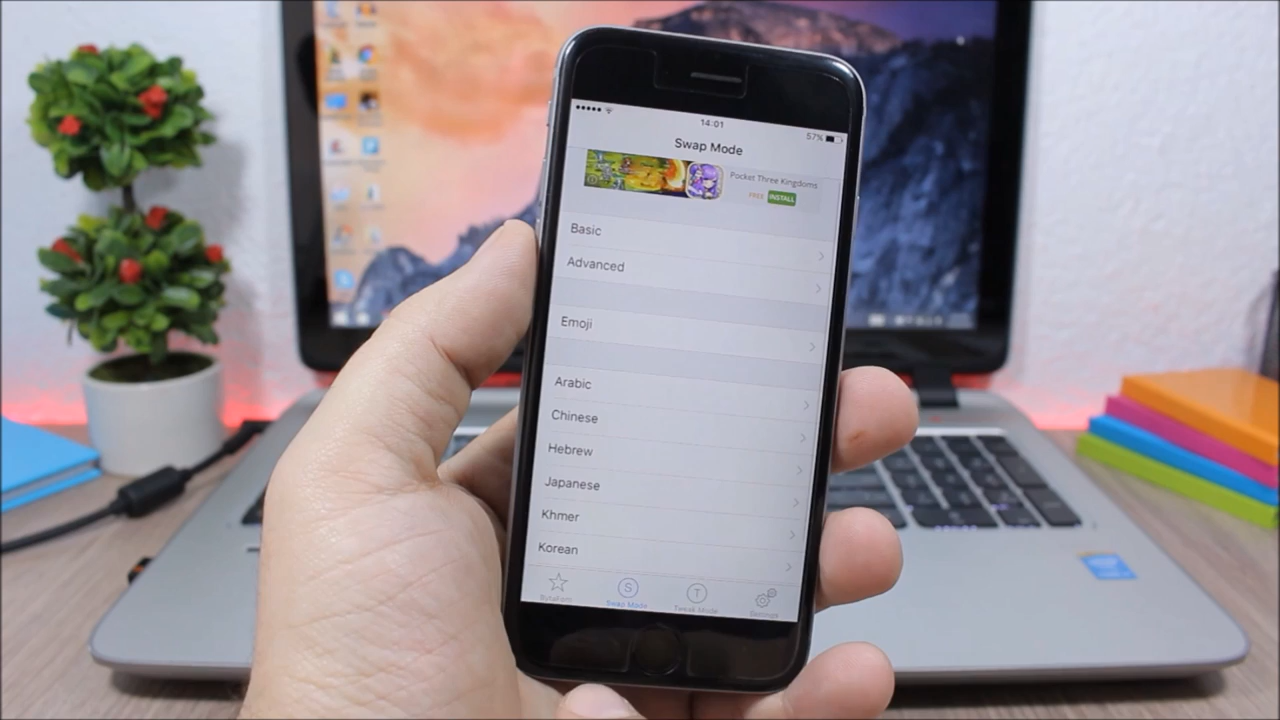 14:01
57%
Swap Mode
Pocket Three Kingdoms
FREE INSTALL
Basic
Advanced
Emoji
Arabic
Chinese
Hebrew
Japanese
Khmer
Korean
BytaFont Swap Mode Tweak Mode Settings
S T